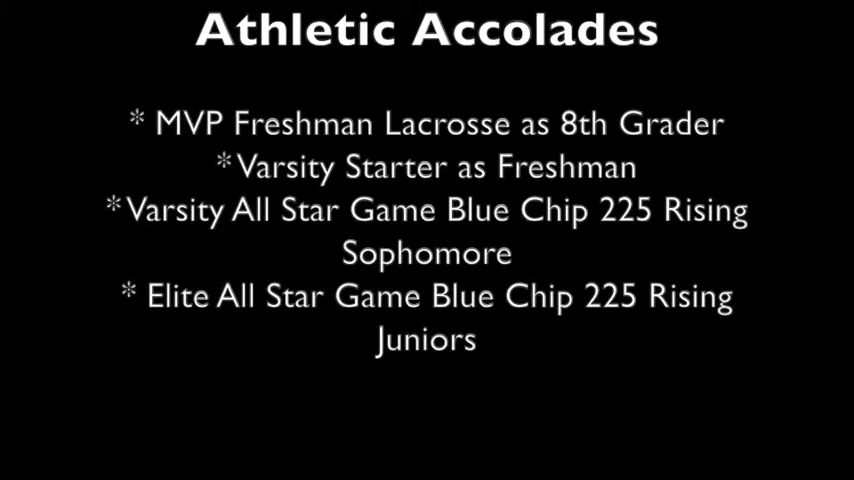 Athletic Accolades
* MVP Freshman Lacrosse as 8th Grader
* Varsity Starter as Freshman
* Varsity All Star Game Blue Chip 225 Rising
Sophomore
* Elite All Star Game Blue Chip 225 Rising
Juniors